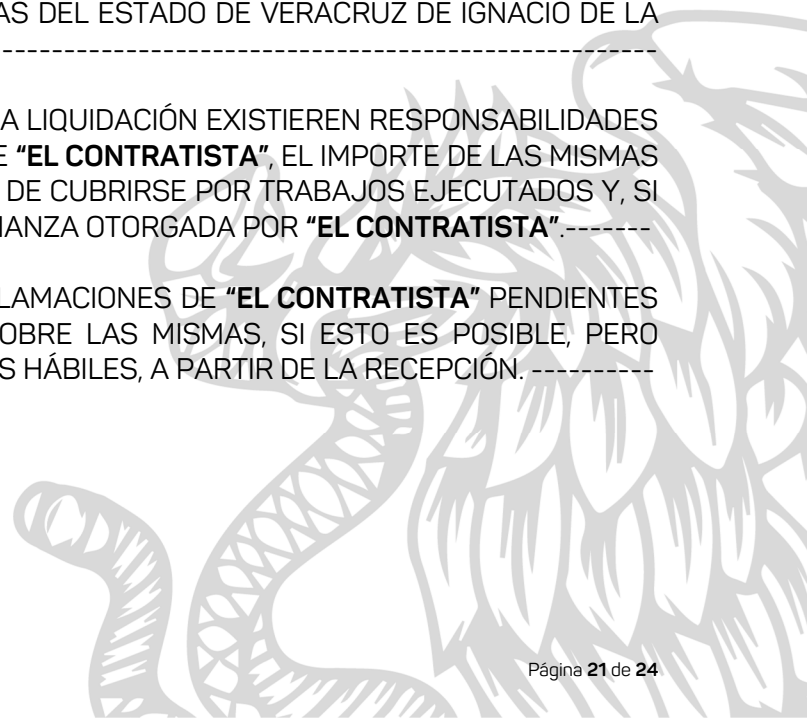 AS DEL ESTADO DE VERACRUZ DE IGNACIO DE LA
------------------------------------------------------
A LIQUIDACIÓN EXISTIEREN RESPONSABILIDADES
E “EL CONTRATISTA”, EL IMPORTE DE LAS MISMAS
DE CUBRIRSE POR TRABAJOS EJECUTADOS Y, SI
IANZA OTORGADA POR “EL CONTRATISTA”.-------
LAMACIONES DE “EL CONTRATISTA” PENDIENTES
OBRE LAS MISMAS, SI ESTO ES POSIBLE, PERO
S HÁBILES, A PARTIR DE LA RECEPCIÓN. ----------
Página 21 de 24